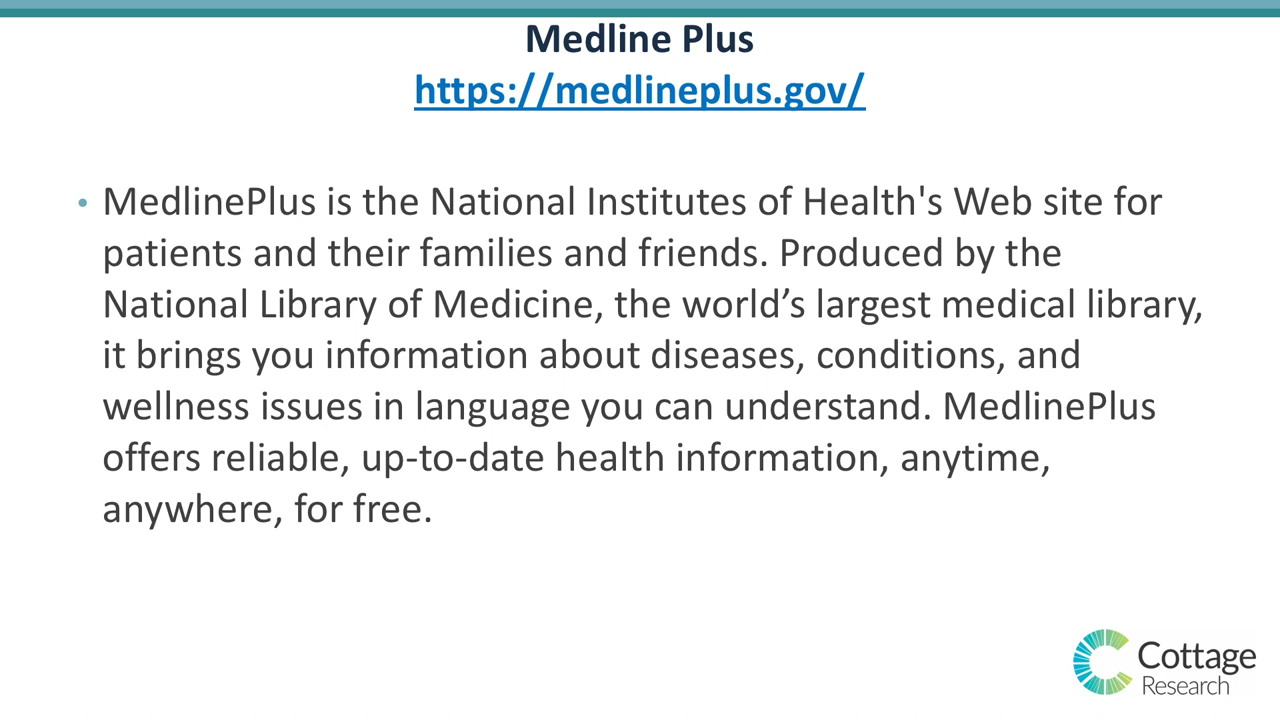 Medline Plus
https://medlineplus.gov/
• MedlinePlus is the National Institutes of Health's Web site for
patients and their families and friends. Produced by the
National Library of Medicine, the world’s largest medical library,
it brings you information about diseases, conditions, and
wellness issues in language you can understand. MedlinePlus
offers reliable, up-to-date health information, anytime,
anywhere, for free.
Cottage
Research